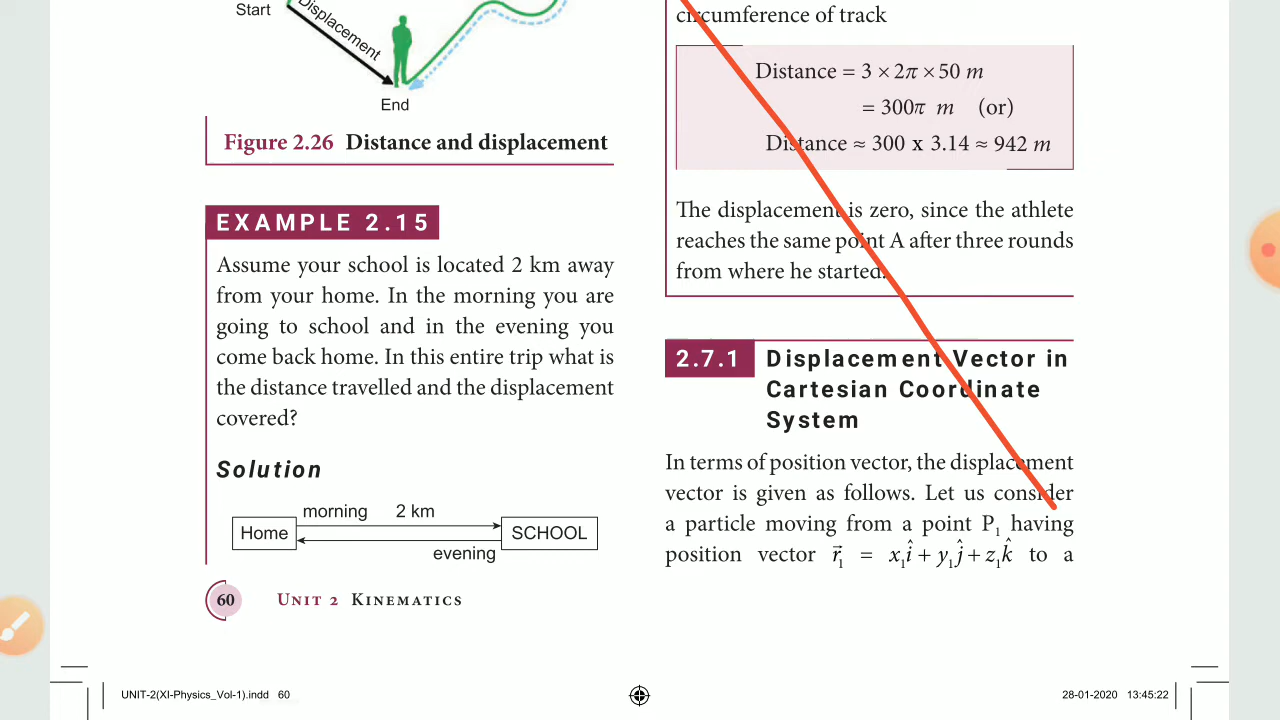 Start
Displacement
End
Figure 2.26 Distance and displacement
EXAMPLE 2.15
Assume your school is located 2 km away
from your home. In the morning you are
going to school and in the evening you
come back home. In this entire trip what is
the distance travelled and the displacement
covered?
Solution
morning 2 km
Home SCHOOL
evening
60 UNIT 2 KINEMATICS
circumference of track
Distance = 3 × 2π × 50 m
= 300π m (or)
Distance ≈ 300 x 3.14 ≈ 942 m
The displacement is zero, since the athlete
reaches the same point A after three rounds
from where he started.
2.7.1 Displacement Vector in
Cartesian Coordinate
System
In terms of position vector, the displacement
vector is given as follows. Let us consider
a particle moving from a point P₁ having
position vector r⃗₁ = x₁î + y₁ĵ + z₁k̂ to a
UNIT-2(XI-Physics_Vol-1).indd 60
28-01-2020 13:45:22